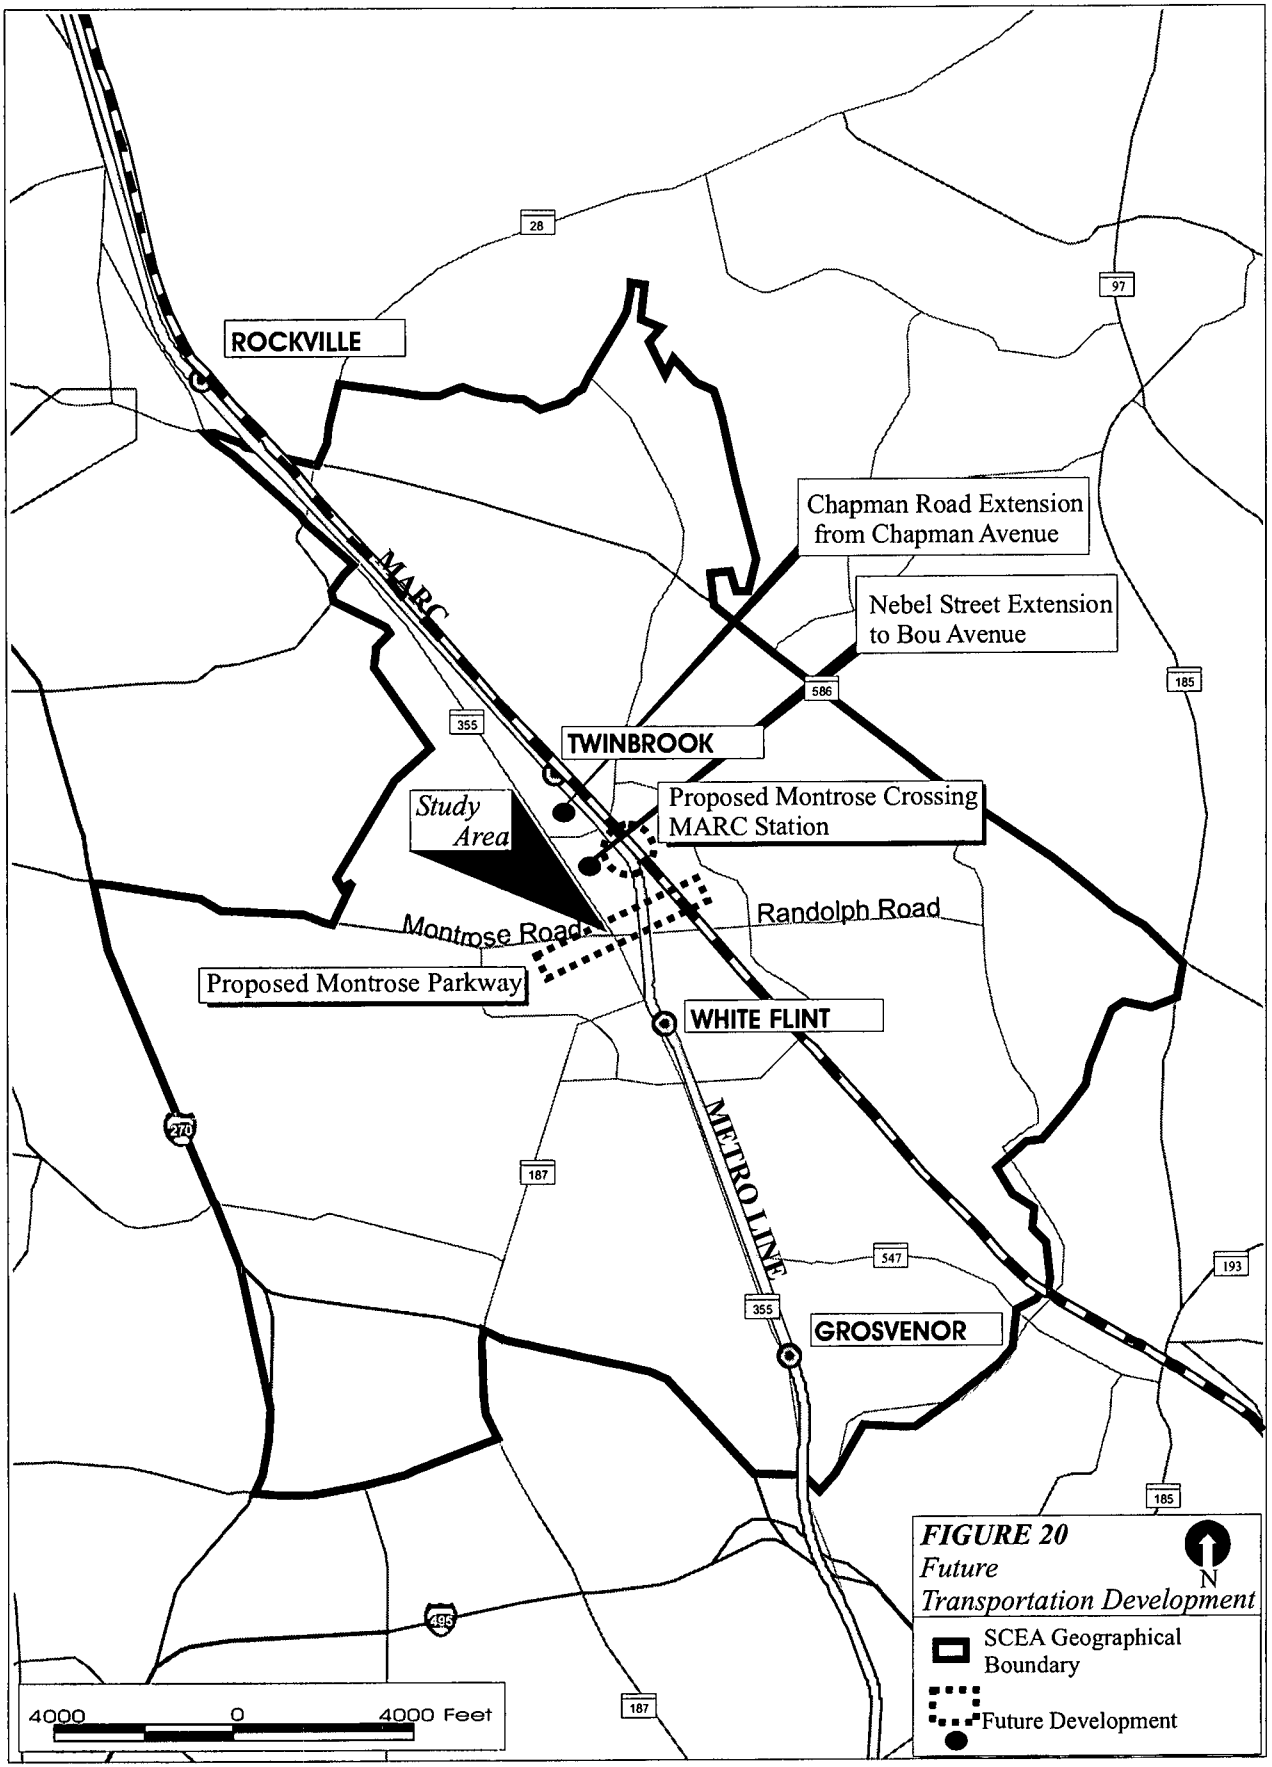 28
97
ROCKVILLE
Chapman Road Extension
from Chapman Avenue
MARC
Nebel Street Extension
to Bou Avenue
586
185
355
TWINBROOK
Study
Area
Proposed Montrose Crossing
MARC Station
Montrose Road
Randolph Road
Proposed Montrose Parkway
WHITE FLINT
METRO LINE
270
187
547
193
355
GROSVENOR
185
FIGURE 20
Future
Transportation Development
N
SCEA Geographical
Boundary
Future Development
495
187
4000 0 4000 Feet